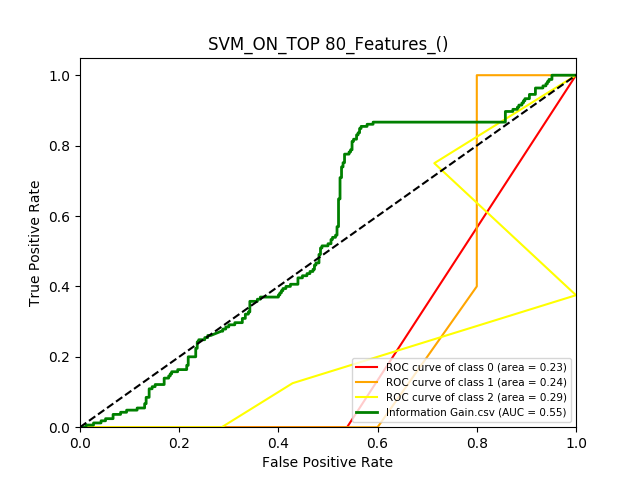 SVM_ON_TOP 80_Features_()
1.0
0.8
0.6
0.4
0.2
0.0
True Positive Rate
ROC curve of class 0 (area = 0.23)
ROC curve of class 1 (area = 0.24)
ROC curve of class 2 (area = 0.29)
Information Gain.csv (AUC = 0.55)
0.0 0.2 0.4 0.6 0.8 1.0
False Positive Rate